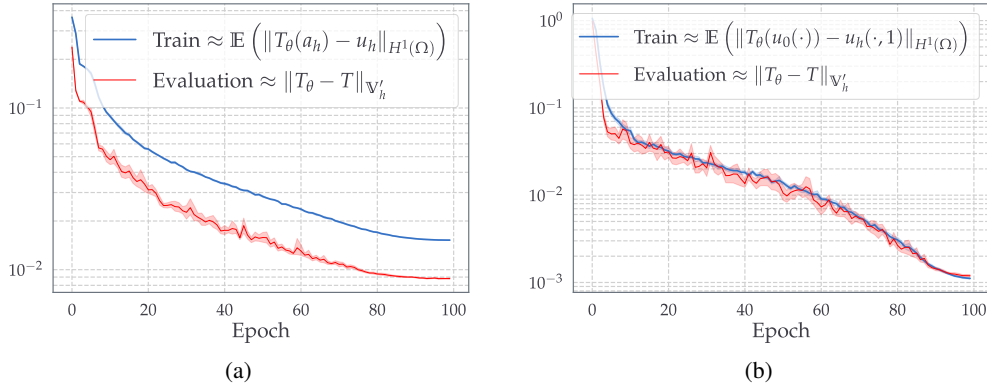 Train ≈ 𝔼 (‖T_θ(a_h) − u_h‖_{H¹(Ω)})
Evaluation ≈ ‖T_θ − T‖_{𝕍′_h}
10⁻¹
10⁻²
0 20 40 60 80 100
Epoch
(a)
10⁰
Train ≈ 𝔼 (‖T_θ(u_0(·)) − u_h(·, 1)‖_{H¹(Ω)})
Evaluation ≈ ‖T_θ − T‖_{𝕍′_h}
10⁻¹
10⁻²
10⁻³
0 20 40 60 80 100
Epoch
(b)